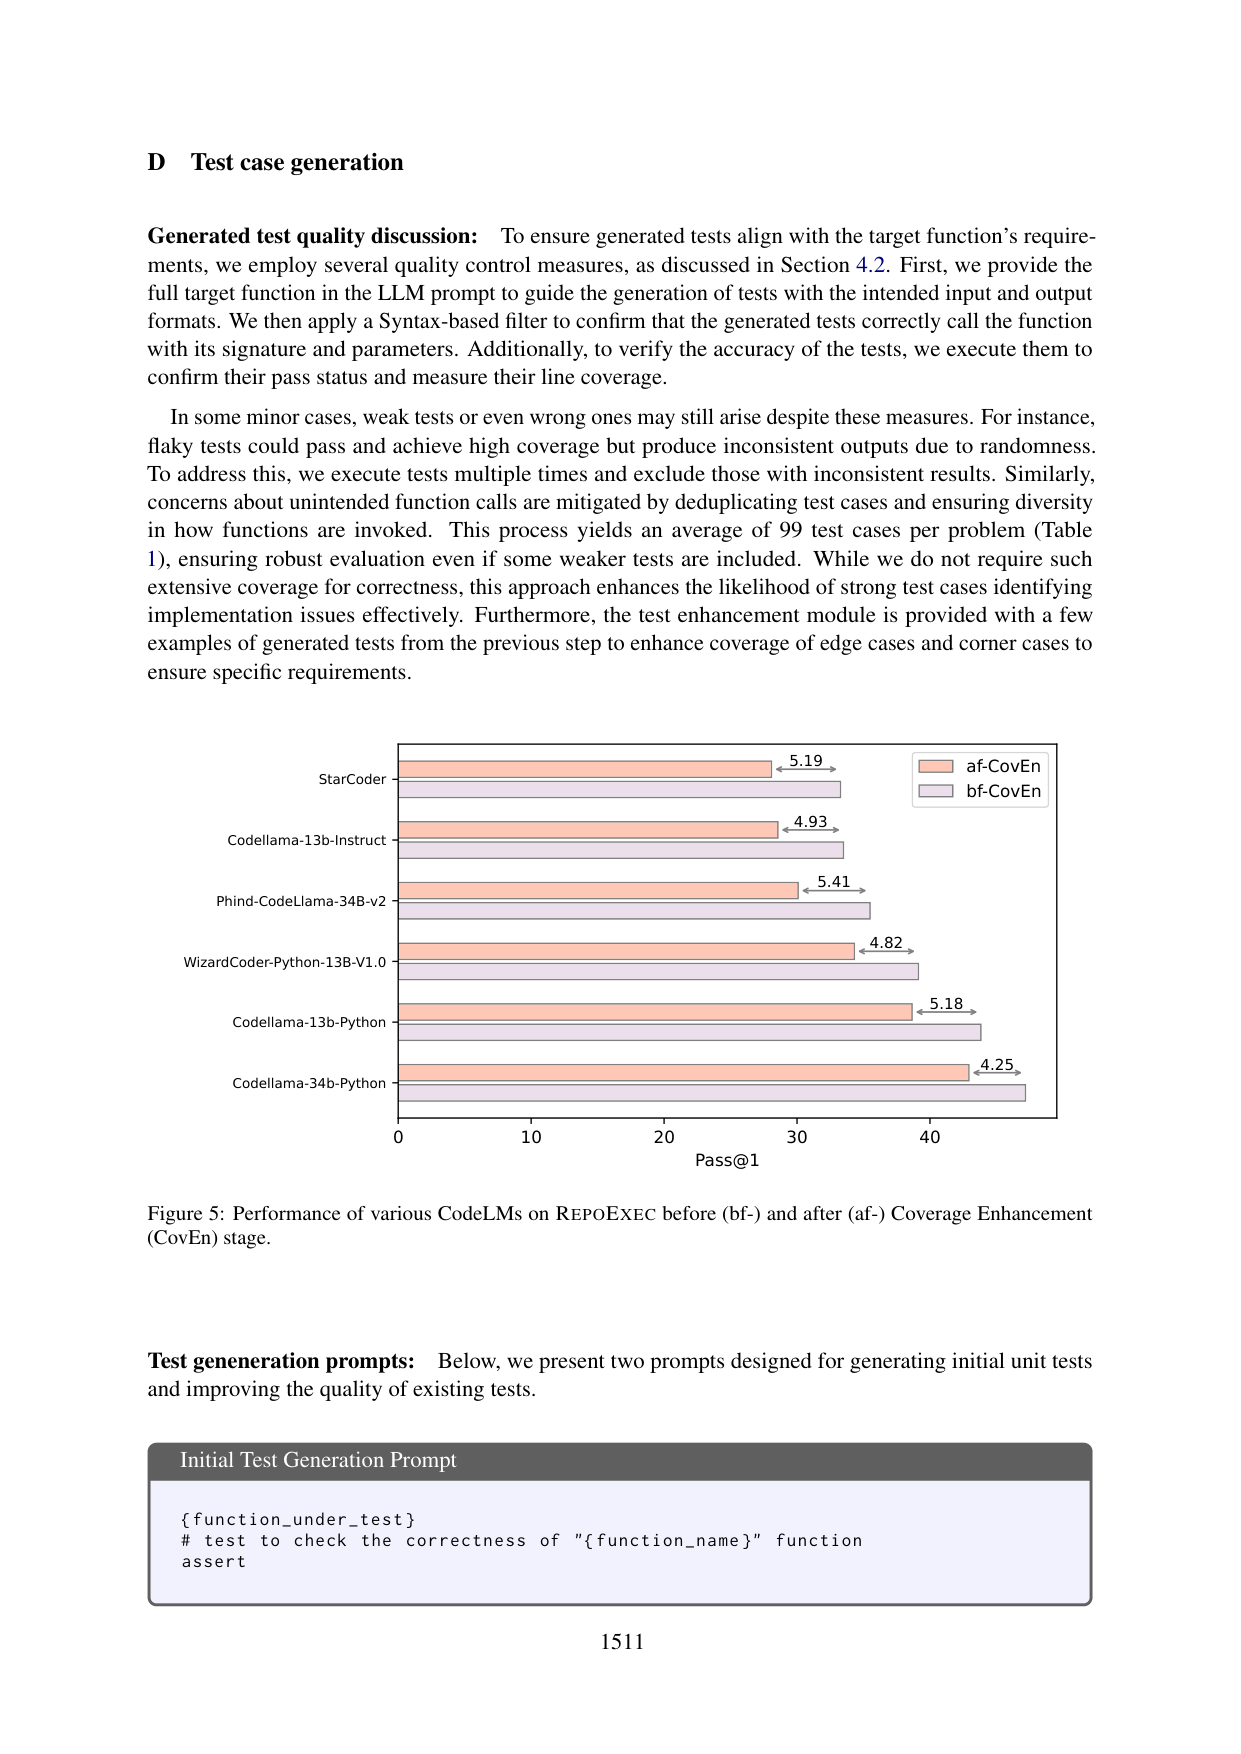 D Test case generation
Generated test quality discussion: To ensure generated tests align with the target function's require-
ments, we employ several quality control measures, as discussed in Section 4.2. First, we provide the
full target function in the LLM prompt to guide the generation of tests with the intended input and output
formats. We then apply a Syntax-based filter to confirm that the generated tests correctly call the function
with its signature and parameters. Additionally, to verify the accuracy of the tests, we execute them to
confirm their pass status and measure their line coverage.
In some minor cases, weak tests or even wrong ones may still arise despite these measures. For instance,
flaky tests could pass and achieve high coverage but produce inconsistent outputs due to randomness.
To address this, we execute tests multiple times and exclude those with inconsistent results. Similarly,
concerns about unintended function calls are mitigated by deduplicating test cases and ensuring diversity
in how functions are invoked. This process yields an average of 99 test cases per problem (Table
1), ensuring robust evaluation even if some weaker tests are included. While we do not require such
extensive coverage for correctness, this approach enhances the likelihood of strong test cases identifying
implementation issues effectively. Furthermore, the test enhancement module is provided with a few
examples of generated tests from the previous step to enhance coverage of edge cases and corner cases to
ensure specific requirements.
StarCoder 5.19
af-CovEn
bf-CovEn
Codellama-13b-Instruct 4.93
Phind-CodeLlama-34B-v2 5.41
WizardCoder-Python-13B-V1.0 4.82
Codellama-13b-Python 5.18
Codellama-34b-Python 4.25
0 10 20 30 40
Pass@1
Figure 5: Performance of various CodeLMs on REPOEXEC before (bf-) and after (af-) Coverage Enhancement
(CovEn) stage.
Test geneneration prompts: Below, we present two prompts designed for generating initial unit tests
and improving the quality of existing tests.
Initial Test Generation Prompt
{function_under_test}
# test to check the correctness of "{function_name}" function
assert
1511